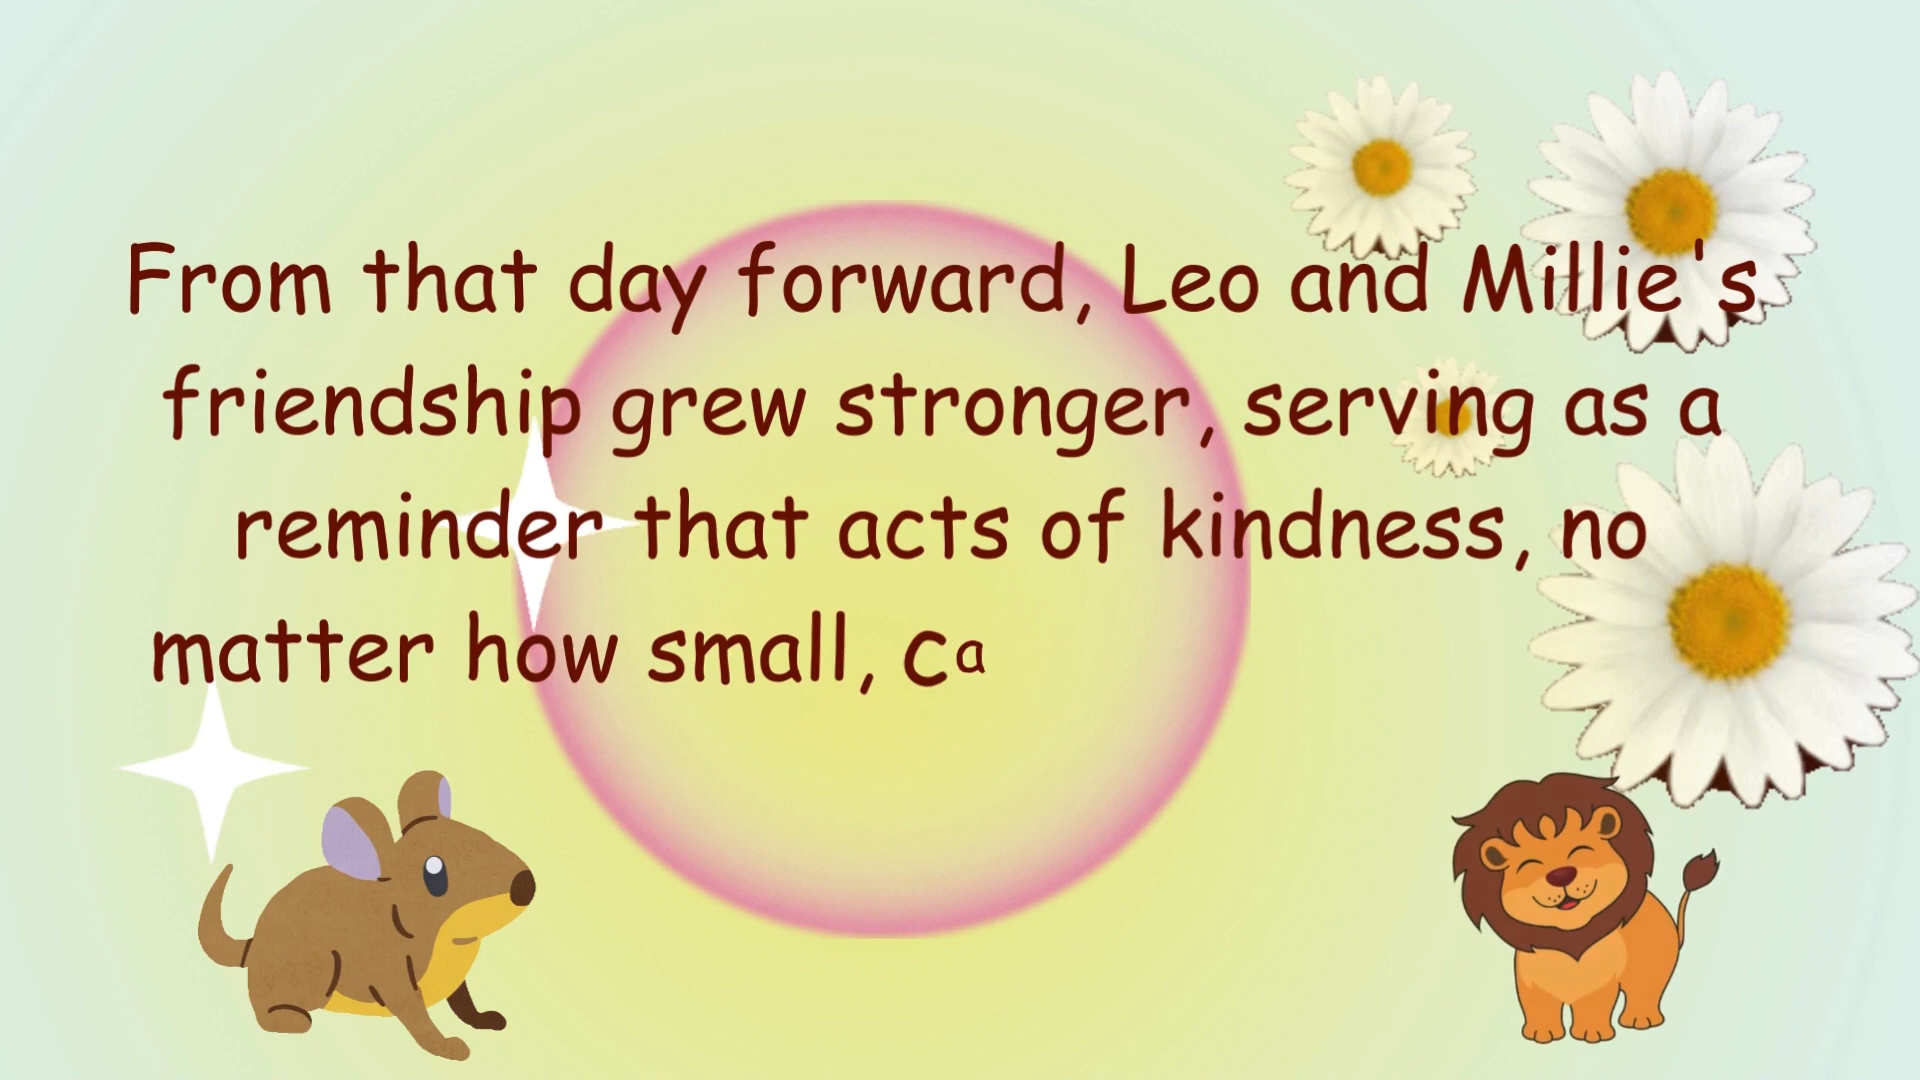 From that day forward, Leo and Millie's
friendship grew stronger, serving as a
reminder that acts of kindness, no
matter how small, ca